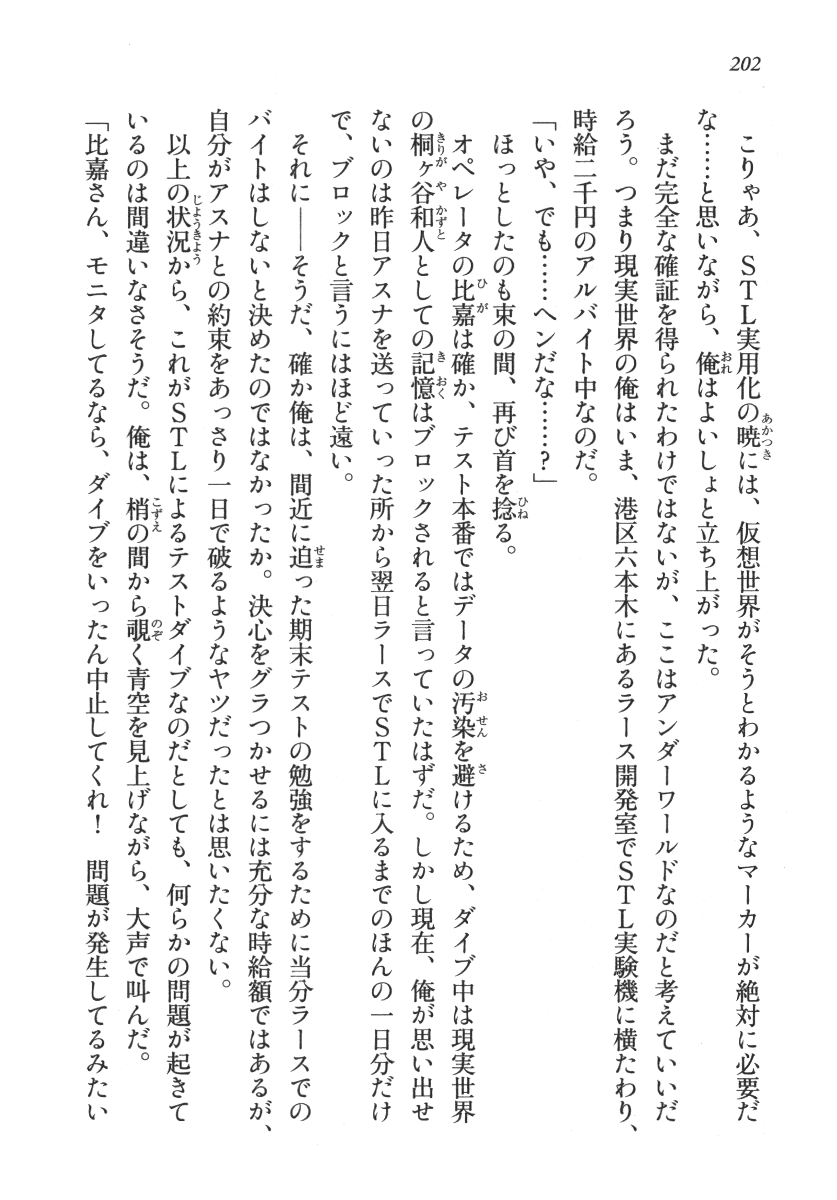 202
こりゃあ、ＳＴＬ実用化の暁には、仮想世界がそうとわかるようなマーカーが絶対に必要だ
な……と思いながら、俺はよいしょと立ち上がった。
まだ完全な確証を得られたわけではないが、ここはアンダーワールドなのだと考えていいだ
ろう。つまり現実世界の俺はいま、港区六本木にあるラース開発室でＳＴＬ実験機に横たわり、
時給二千円のアルバイト中なのだ。
「いや、でも……ヘンだな……？」
ほっとしたのも束の間、再び首を捻る。
オペレータの比嘉は確か、テスト本番ではデータの汚染を避けるため、ダイブ中は現実世界
の桐ヶ谷和人としての記憶はブロックされると言っていたはずだ。しかし現在、俺が思い出せ
ないのは昨日アスナを送っていった所から翌日ラースでＳＴＬに入るまでのほんの一日分だけ
で、ブロックと言うにはほど遠い。
それに——そうだ、確か俺は、間近に迫った期末テストの勉強をするために当分ラースでの
バイトはしないと決めたのではなかったか。決心をグラつかせるには充分な時給額ではあるが、
自分がアスナとの約束をあっさり一日で破るようなヤツだったとは思いたくない。
以上の状況から、これがＳＴＬによるテストダイブなのだとしても、何らかの問題が起きて
いるのは間違いなさそうだ。俺は、梢の間から覗く青空を見上げながら、大声で叫んだ。
「比嘉さん、モニタしてるなら、ダイブをいったん中止してくれ！　問題が発生してるみたい